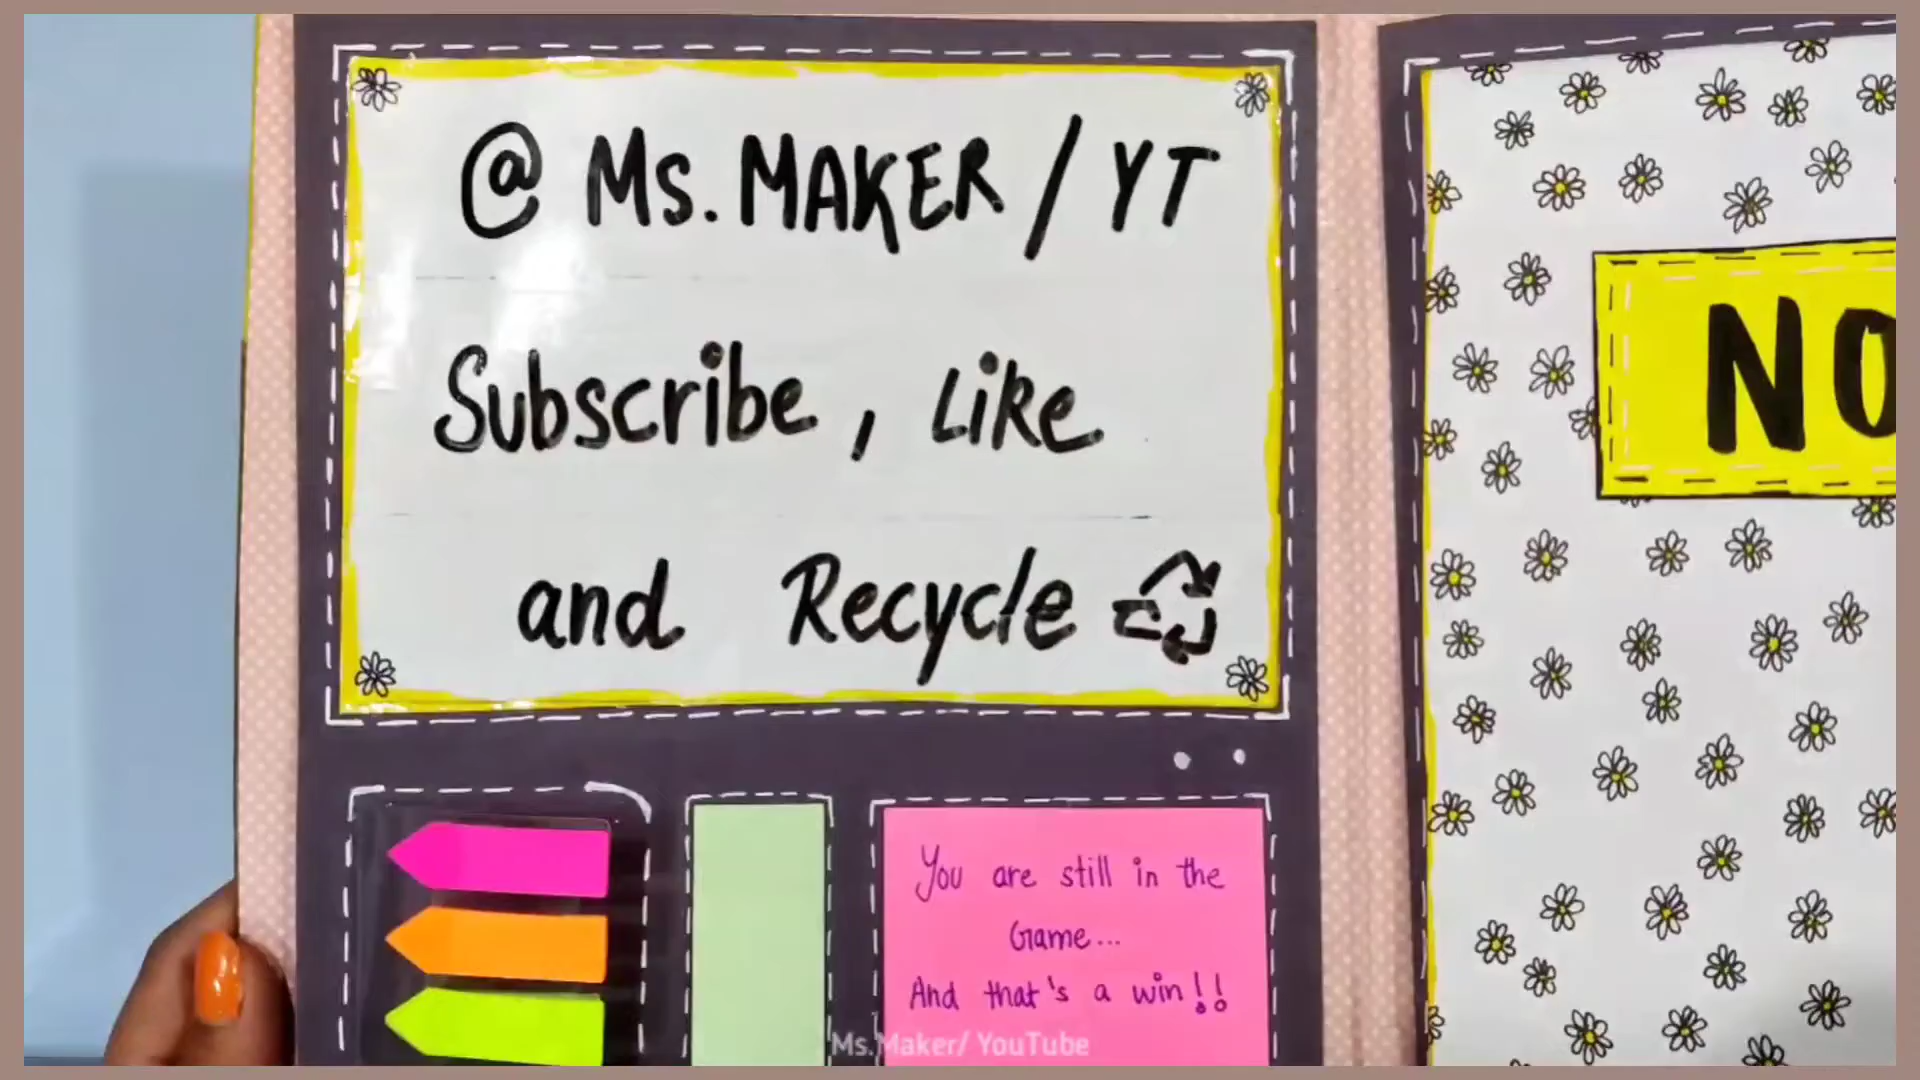 @ Ms. MAKER / YT
Subscribe, Like
and Recycle
NO
You are still in the
Game...
And that's a win!!
Ms.Maker/ YouTube